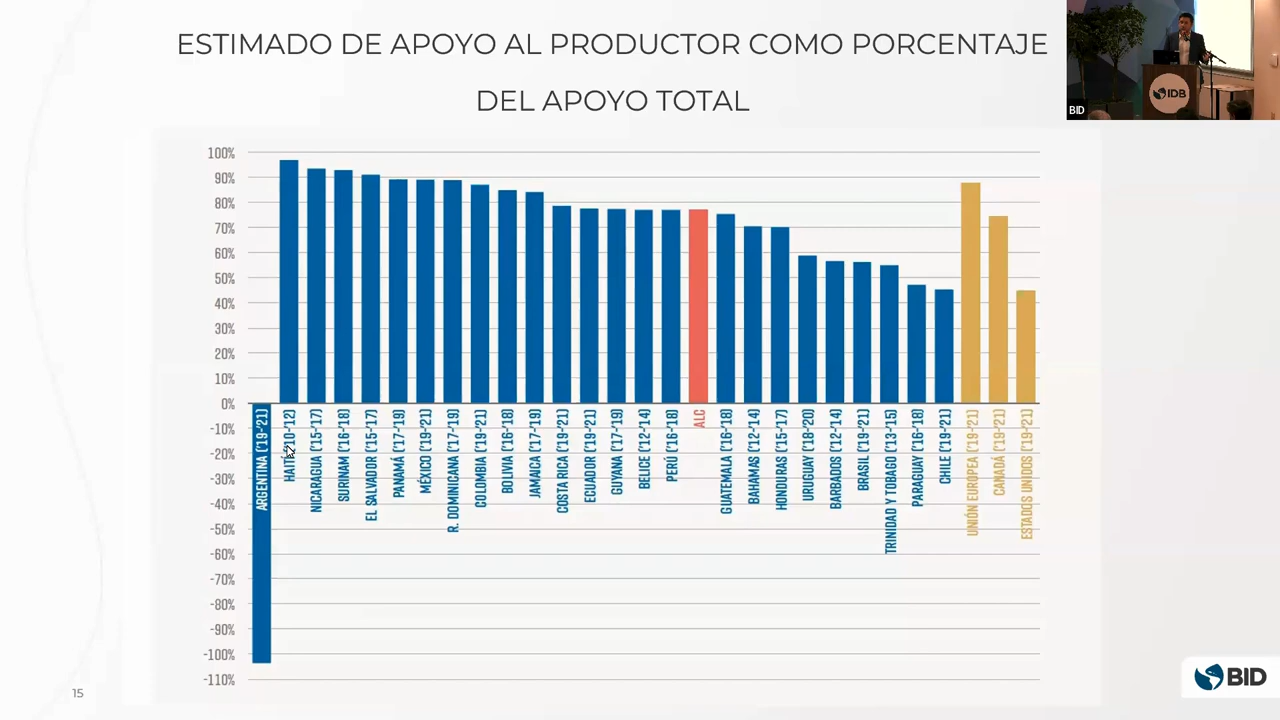 ESTIMADO DE APOYO AL PRODUCTOR COMO PORCENTAJE
DEL APOYO TOTAL
BID
IDB
100%
90%
80%
70%
60%
50%
40%
30%
20%
10%
0%
-10%
-20%
-30%
-40%
-50%
-60%
-70%
-80%
-90%
-100%
-110%
ARGENTINA ('19-'21)
HAITÍ ('10-'12)
NICARAGUA ('15-'17)
SURINAM ('16-'18)
EL SALVADOR ('15-'17)
PANAMÁ ('17-'19)
MÉXICO ('19-'21)
R. DOMINICANA ('17-'19)
COLOMBIA ('19-'21)
BOLIVIA ('16-'18)
JAMAICA ('17-'19)
COSTA RICA ('19-'21)
ECUADOR ('19-'21)
GUYANA ('17-'19)
BELICE ('12-'14)
PERÚ ('16-'18)
ALC
GUATEMALA ('16-'18)
BAHAMAS ('12-'14)
HONDURAS ('15-'17)
URUGUAY ('18-'20)
BARBADOS ('12-'14)
BRASIL ('19-'21)
TRINIDAD Y TOBAGO ('13-'15)
PARAGUAY ('16-'18)
CHILE ('19-'21)
UNIÓN EUROPEA ('19-'21)
CANADÁ ('19-'21)
ESTADOS UNIDOS ('19-'21)
15
BID